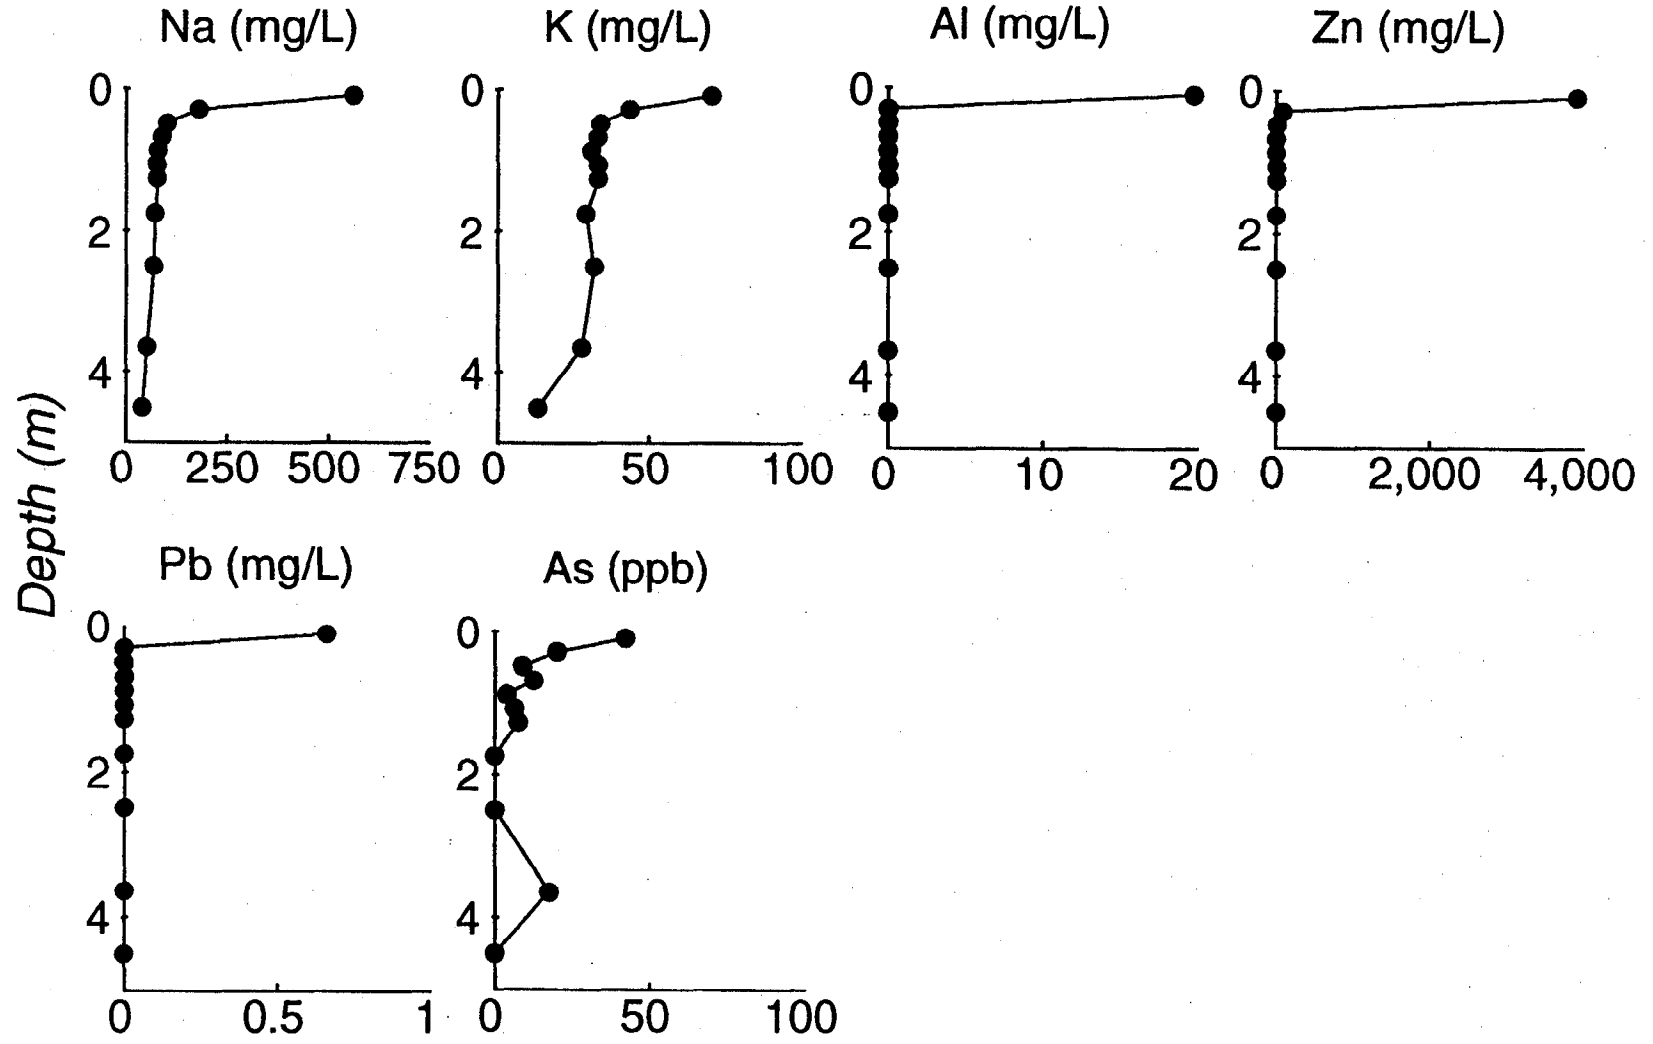 Na (mg/L) K (mg/L) Al (mg/L) Zn (mg/L)
0 0 0 0
2 2 2 2
4 4 4 4
0 250 500 750 0 50 100 0 10 20 0 2,000 4,000
Depth (m)
Pb (mg/L) As (ppb)
0 0
2 2
4 4
0 0.5 1 0 50 100